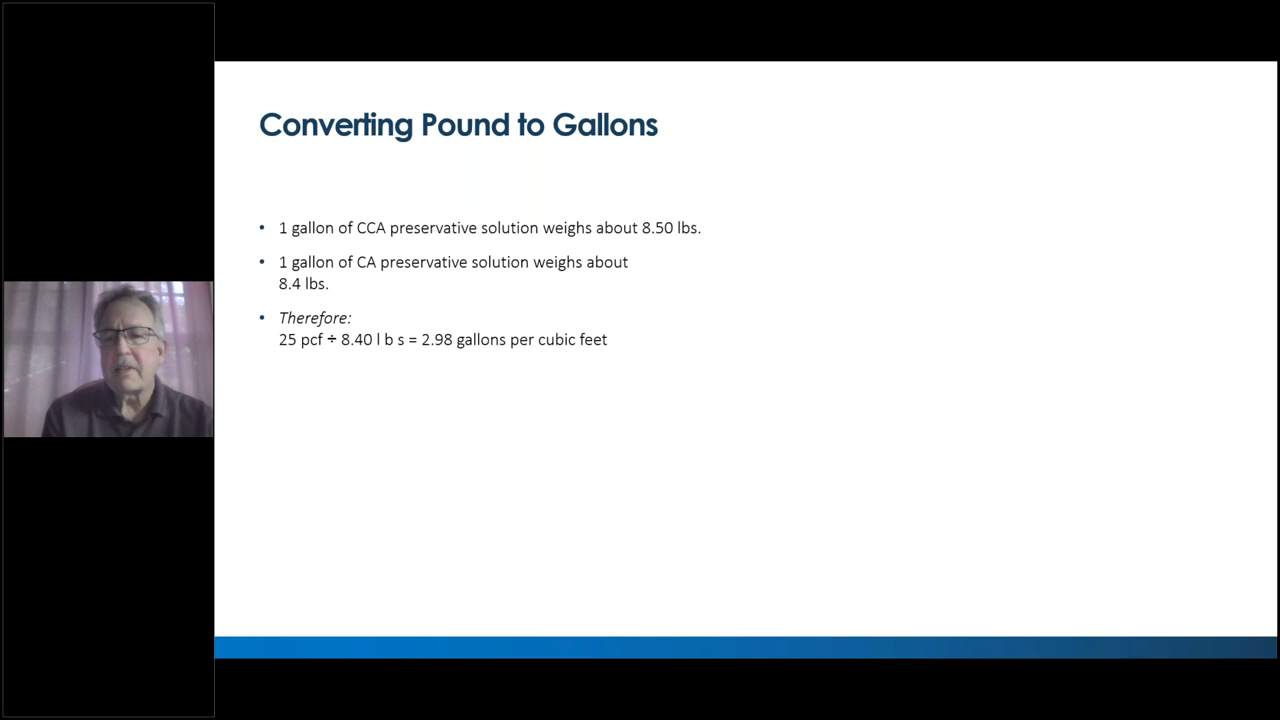 Converting Pound to Gallons
• 1 gallon of CCA preservative solution weighs about 8.50 lbs.
• 1 gallon of CA preservative solution weighs about
8.4 lbs.
• Therefore:
25 pcf ÷ 8.40 l b s = 2.98 gallons per cubic feet